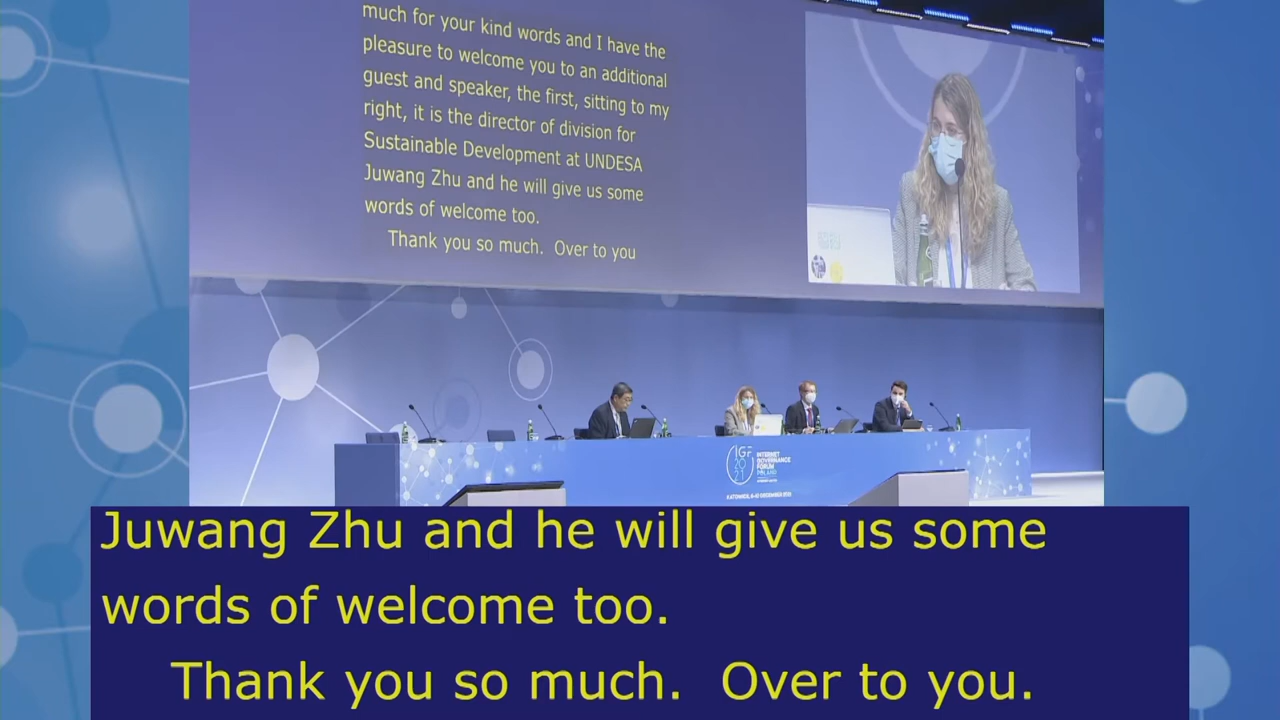 much for your kind words and I have the
pleasure to welcome you to an additional
guest and speaker, the first, sitting to my
right, it is the director of division for
Sustainable Development at UNDESA
Juwang Zhu and he will give us some
words of welcome too.
Thank you so much. Over to you
IGF
20
21
INTERNET
GOVERNANCE
FORUM
POLAND
Juwang Zhu and he will give us some
words of welcome too.
Thank you so much. Over to you.